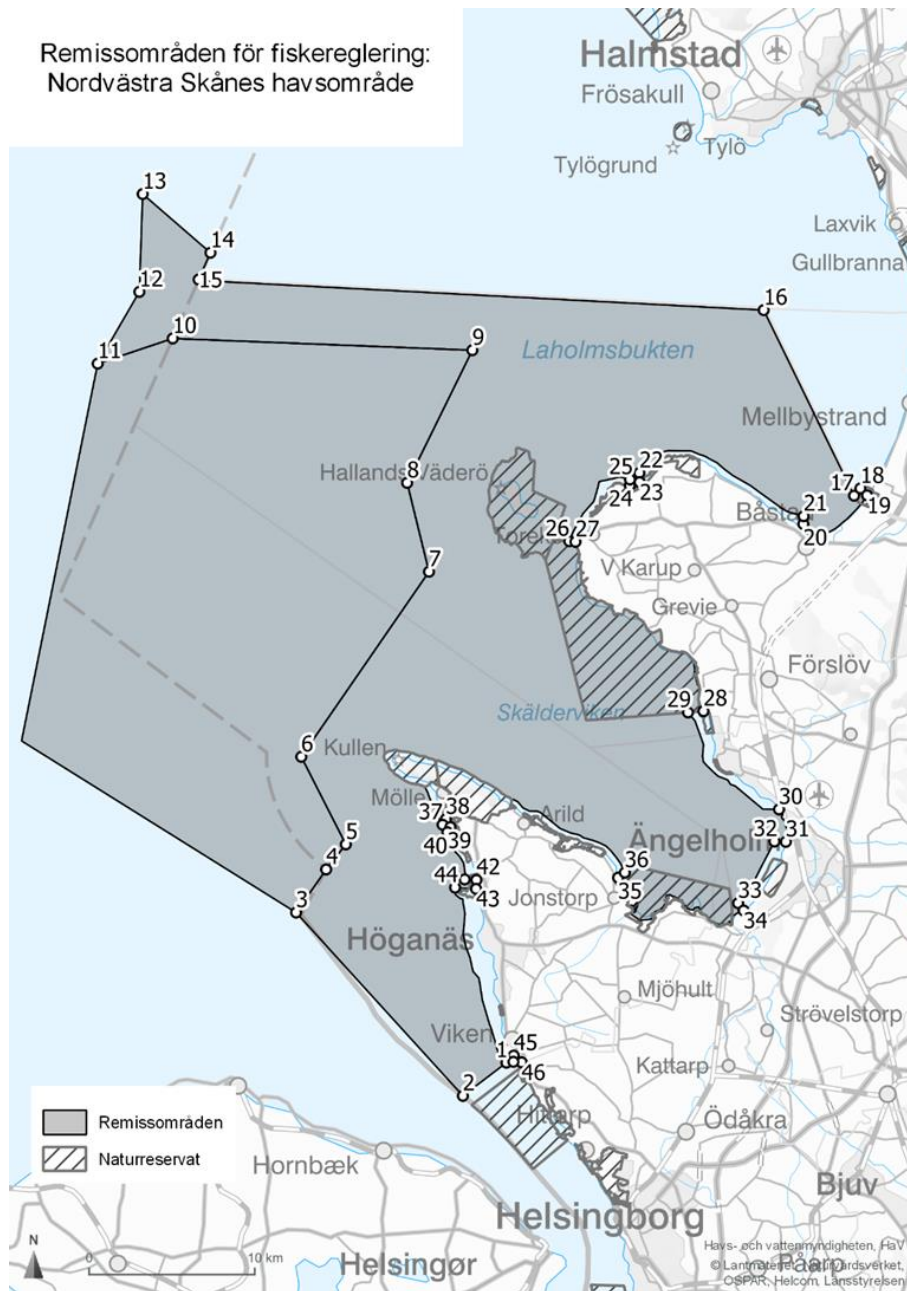 Remissområden för fiskereglering:
Nordvästra Skånes havsområde
Halmstad
Frösakull
Tylö
Tylögrund
Laxvik
Gullbranna
13
14
12
15
16
10
11
9
Laholmsbukten
Mellbystrand
8
Hallands Väderö
25
22
24
23
17
18
19
21
Båsta
20
26
27
7
V Karup
Grevie
Förslöv
29
28
Skälderviken
6
Kullen
Mölle
30
37
38
Arild
40
39
5
4
Ängelholm
32
31
36
44
42
43
Jonstorp
35
33
34
3
Höganäs
Mjöhult
Strövelstorp
Viken
1
45
46
Kattarp
2
Hittarp
Ödåkra
Remissområden
Naturreservat
Hornbæk
Bjuv
Helsingborg
N
0
10 km
Helsingør
Påarp
Havs- och vattenmyndigheten, HaV
© Lantmäteriet, Naturvårdsverket,
OSPAR, Helcom, Länsstyrelsen